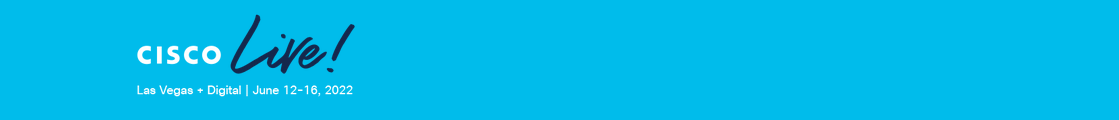 CISCO Live!
Las Vegas + Digital | June 12-16, 2022